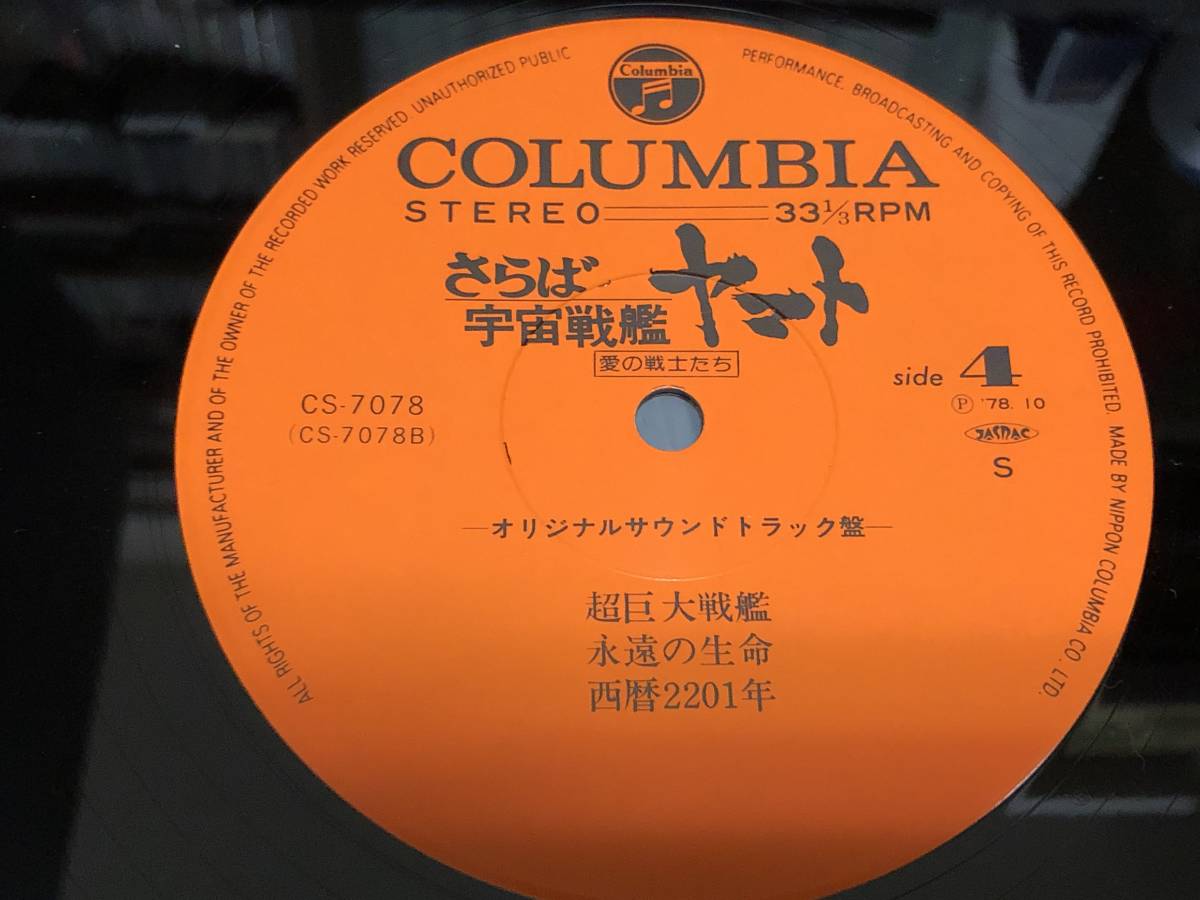 Columbia
ALL RIGHTS OF THE MANUFACTURER AND OF THE OWNER OF THE RECORDED WORK RESERVED. UNAUTHORIZED PUBLIC PERFORMANCE, BROADCASTING AND COPYING OF THIS RECORD PROHIBITED. MADE BY NIPPON COLUMBIA CO., LTD.
COLUMBIA
STEREO 33 1/3 RPM
さらば
宇宙戦艦 ヤマト
愛の戦士たち
side 4
CS-7078
(CS-7078B)
Ⓟ '78. 10
JASRAC
S
—オリジナルサウンドトラック盤—
超巨大戦艦
永遠の生命
西暦2201年